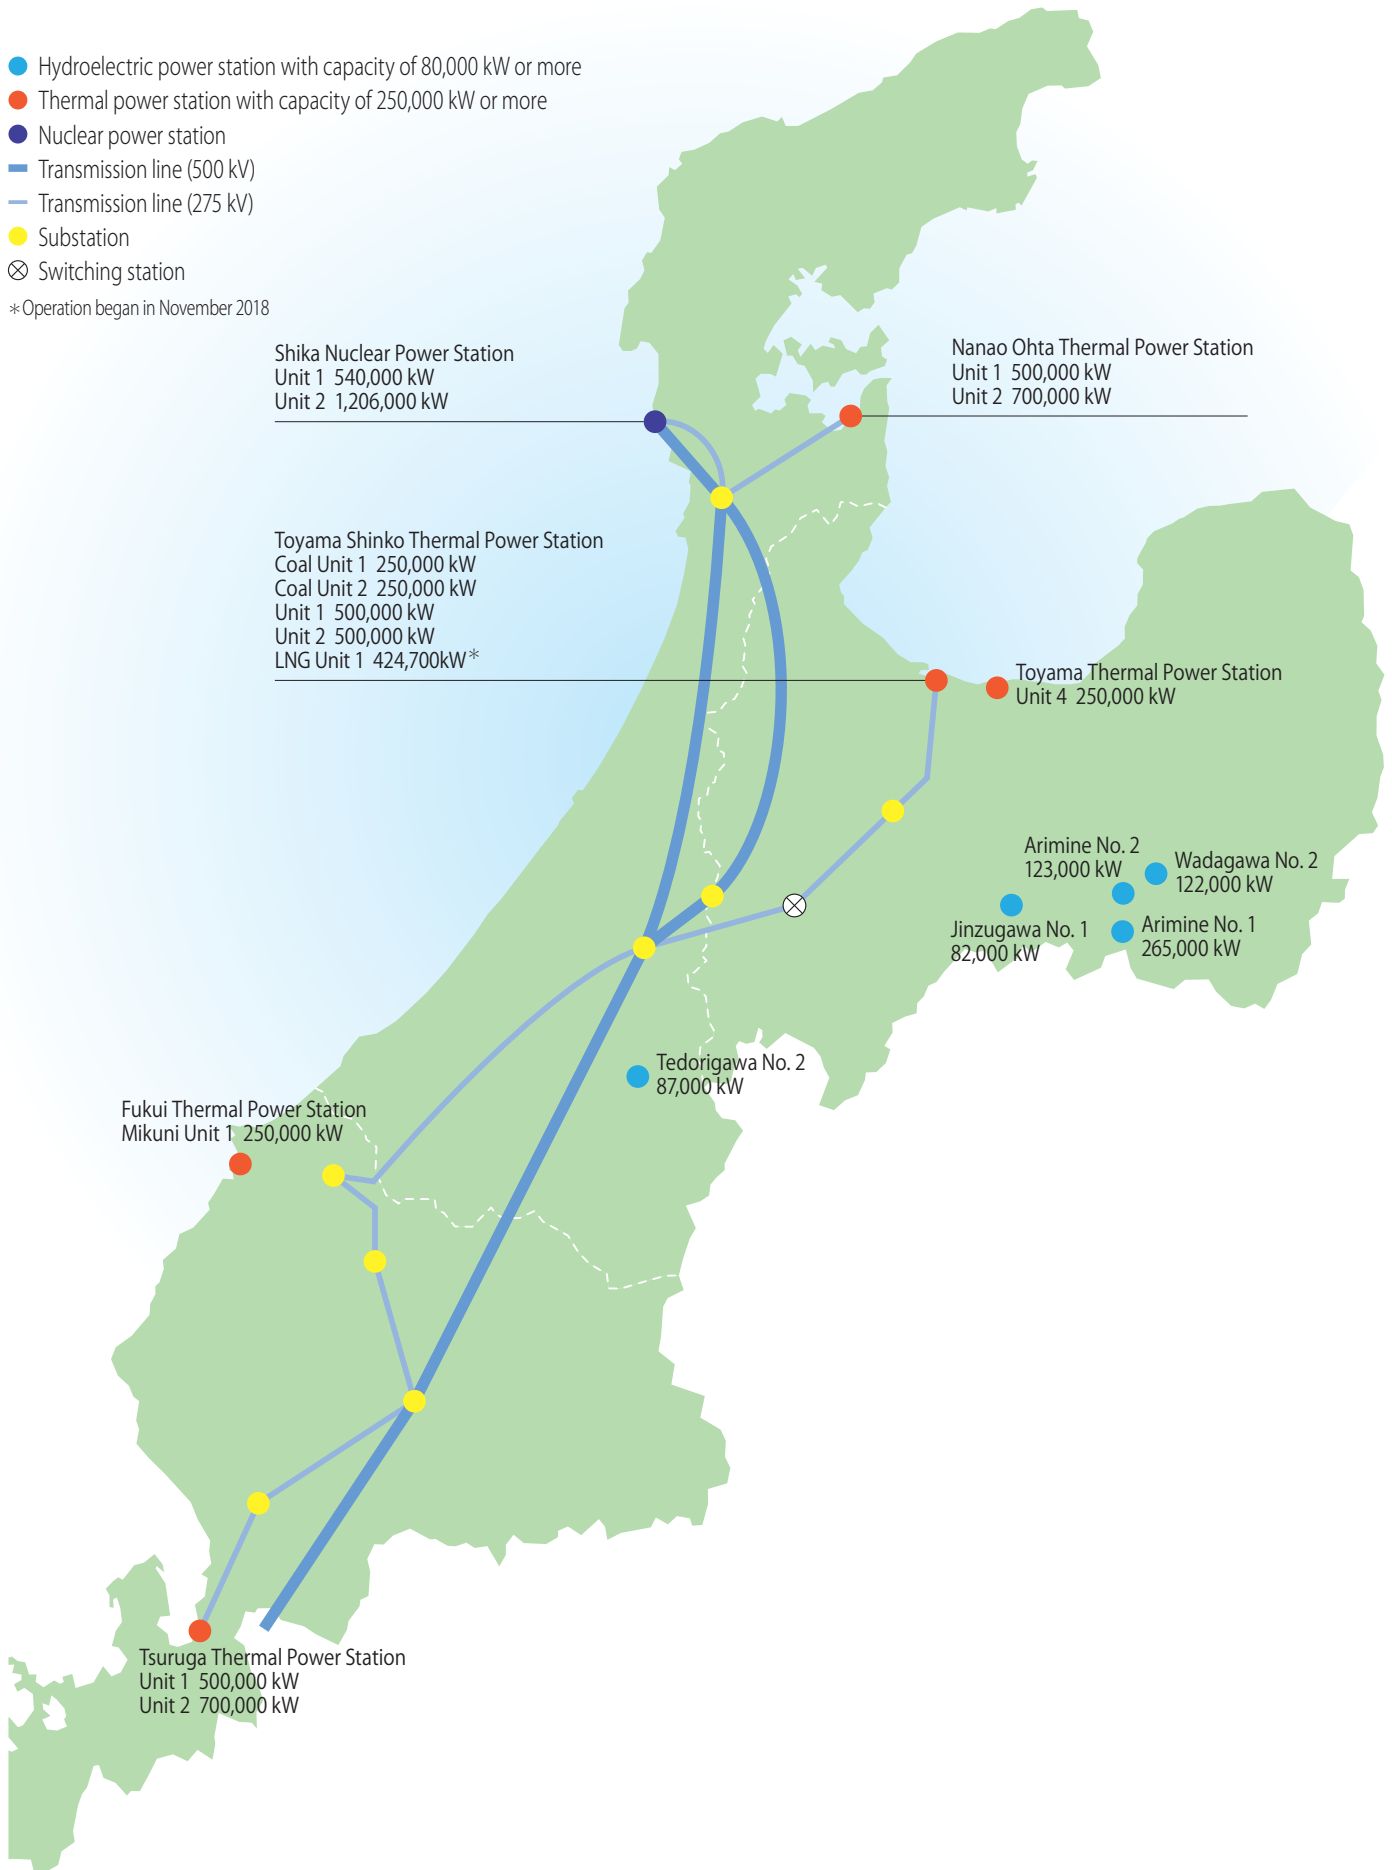 Hydroelectric power station with capacity of 80,000 kW or more
Thermal power station with capacity of 250,000 kW or more
Nuclear power station
Transmission line (500 kV)
Transmission line (275 kV)
Substation
Switching station
*Operation began in November 2018
Shika Nuclear Power Station
Unit 1 540,000 kW
Unit 2 1,206,000 kW
Nanao Ohta Thermal Power Station
Unit 1 500,000 kW
Unit 2 700,000 kW
Toyama Shinko Thermal Power Station
Coal Unit 1 250,000 kW
Coal Unit 2 250,000 kW
Unit 1 500,000 kW
Unit 2 500,000 kW
LNG Unit 1 424,700kW*
Toyama Thermal Power Station
Unit 4 250,000 kW
Arimine No. 2
123,000 kW
Wadagawa No. 2
122,000 kW
Jinzugawa No. 1
82,000 kW
Arimine No. 1
265,000 kW
Tedorigawa No. 2
87,000 kW
Fukui Thermal Power Station
Mikuni Unit 1 250,000 kW
Tsuruga Thermal Power Station
Unit 1 500,000 kW
Unit 2 700,000 kW